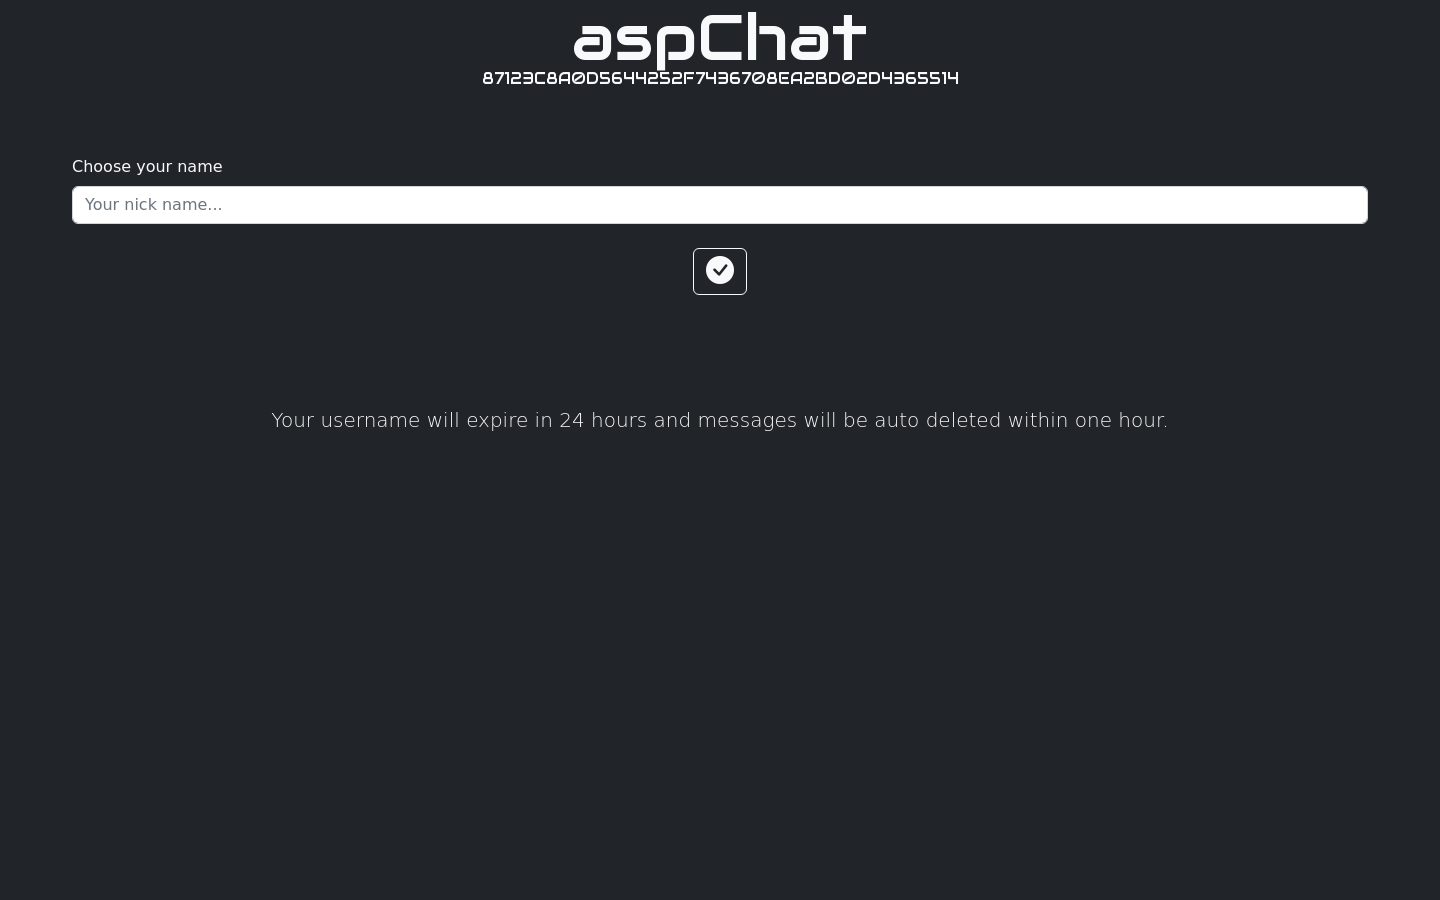 aspChat
87123C8A0D5644252F7436708EA2BD02D4365514
Choose your name
Your nick name...
Your username will expire in 24 hours and messages will be auto deleted within one hour.